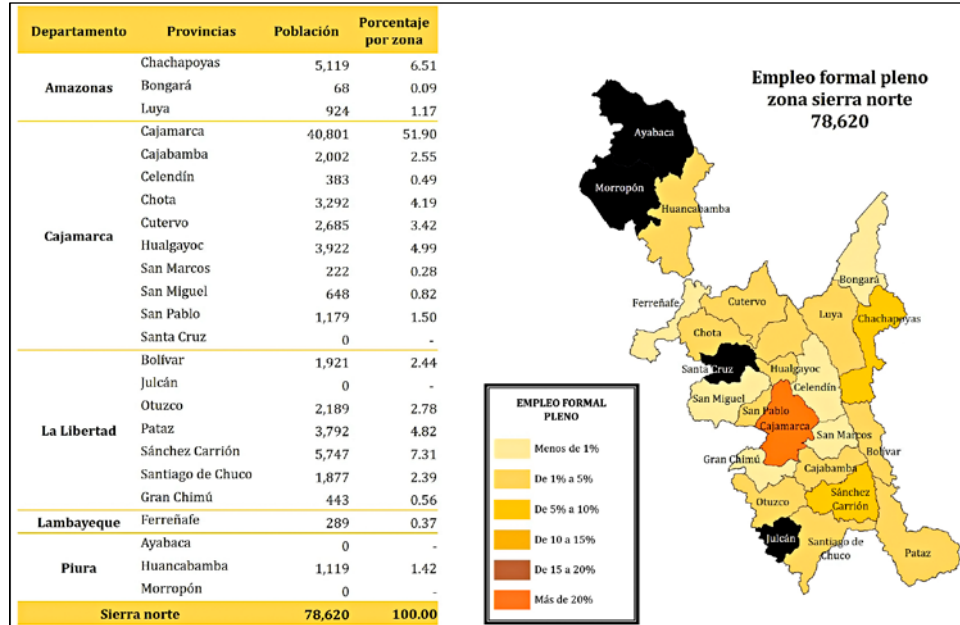 Departamento Provincias Población Porcentaje por zona
Amazonas
Chachapoyas 5,119 6.51
Bongará 68 0.09
Luya 924 1.17
Cajamarca
Cajamarca 40,801 51.90
Cajabamba 2,002 2.55
Celendín 383 0.49
Chota 3,292 4.19
Cutervo 2,685 3.42
Hualgayoc 3,922 4.99
San Marcos 222 0.28
San Miguel 648 0.82
San Pablo 1,179 1.50
Santa Cruz 0 -
La Libertad
Bolívar 1,921 2.44
Julcán 0 -
Otuzco 2,189 2.78
Pataz 3,792 4.82
Sánchez Carrión 5,747 7.31
Santiago de Chuco 1,877 2.39
Gran Chimú 443 0.56
Lambayeque
Ferreñafe 289 0.37
Piura
Ayabaca 0 -
Huancabamba 1,119 1.42
Morropón 0 -
Sierra norte 78,620 100.00
Empleo formal pleno
zona sierra norte
78,620
Ayabaca
Morropón
Huancabamba
Bongará
Ferreñafe
Cutervo
Luya
Chachapoyas
Chota
Santa Cruz
Hualgayoc
Celendín
San Miguel
San Pablo
Cajamarca
San Marcos
Bolívar
Gran Chimú
Cajabamba
Otuzco
Sánchez
Carrión
Julcán
Santiago de
Chuco
Pataz
EMPLEO FORMAL
PLENO
Menos de 1%
De 1% a 5%
De 5% a 10%
De 10 a 15%
De 15 a 20%
Más de 20%